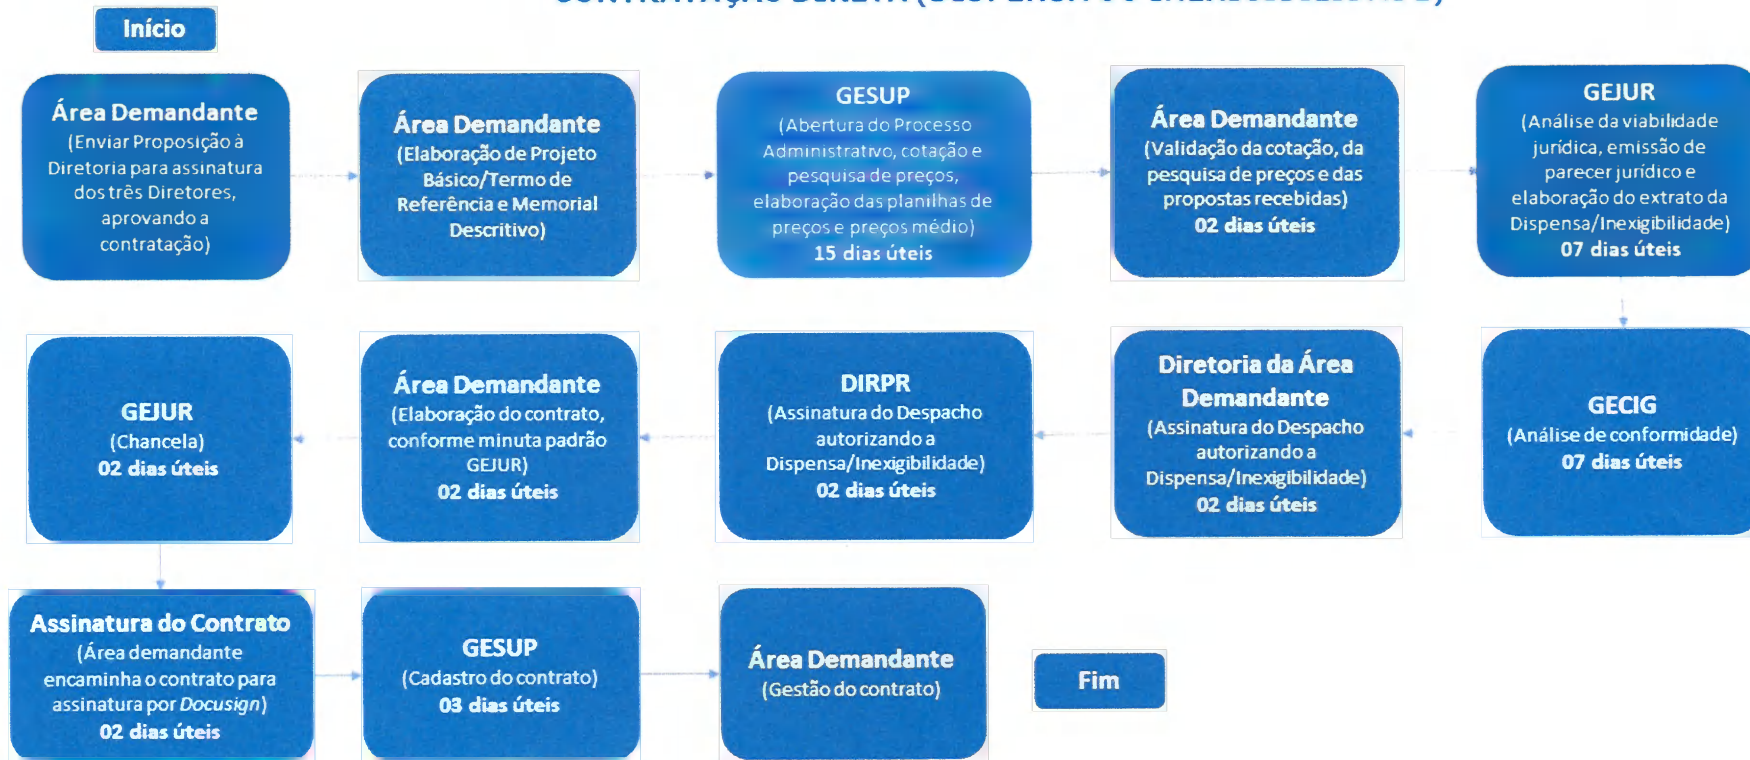 Início
Área Demandante
(Enviar Proposição à
Diretoria para assinatura
dos três Diretores,
aprovando a
contratação)
Área Demandante
(Elaboração de Projeto
Básico/Termo de
Referência e Memorial
Descritivo)
GESUP
(Abertura do Processo
Administrativo, cotação e
pesquisa de preços,
elaboração das planilhas de
preços e preços médio)
15 dias úteis
Área Demandante
(Validação da cotação, da
pesquisa de preços e das
propostas recebidas)
02 dias úteis
GEJUR
(Análise da viabilidade
jurídica, emissão de
parecer jurídico e
elaboração do extrato da
Dispensa/Inexigibilidade)
07 dias úteis
GECIG
(Análise de conformidade)
07 dias úteis
Diretoria da Área
Demandante
(Assinatura do Despacho
autorizando a
Dispensa/Inexigibilidade)
02 dias úteis
DIRPR
(Assinatura do Despacho
autorizando a
Dispensa/Inexigibilidade)
02 dias úteis
Área Demandante
(Elaboração do contrato,
conforme minuta padrão
GEJUR)
02 dias úteis
GEJUR
(Chancela)
02 dias úteis
Assinatura do Contrato
(Área demandante
encaminha o contrato para
assinatura por Docusign)
02 dias úteis
GESUP
(Cadastro do contrato)
03 dias úteis
Área Demandante
(Gestão do contrato)
Fim